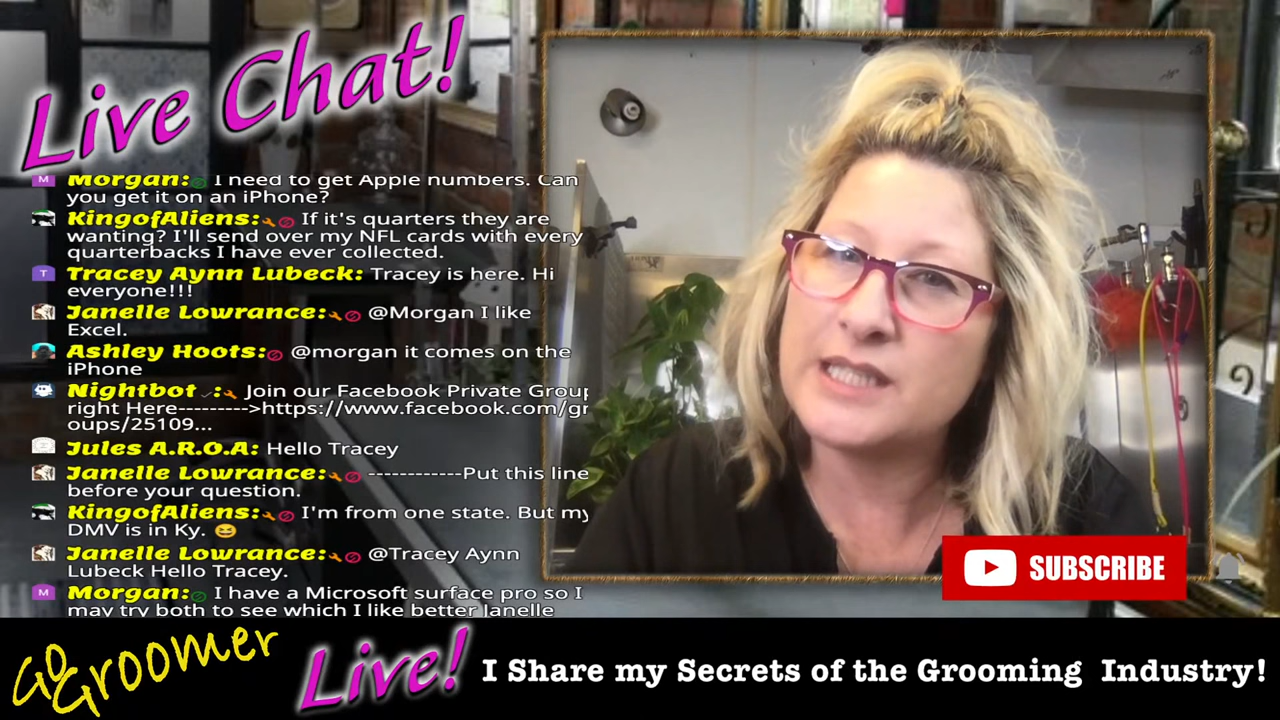 Live Chat!
Morgan: I need to get Apple numbers. Can
you get it on an iPhone?
KingofAliens: If it's quarters they are
wanting? I'll send over my NFL cards with every
quarterbacks I have ever collected.
Tracey Aynn Lubeck: Tracey is here. Hi
everyone!!!
Janelle Lowrance: @Morgan I like
Excel.
Ashley Hoots: @morgan it comes on the
iPhone
Nightbot : Join our Facebook Private Group
right Here--------->https://www.facebook.com/gr
oups/25109...
Jules A.R.O.A: Hello Tracey
Janelle Lowrance: ------------Put this line
before your question.
KingofAliens: I'm from one state. But my
DMV is in Ky. 😆
Janelle Lowrance: @Tracey Aynn
Lubeck Hello Tracey.
Morgan: I have a Microsoft surface pro so I
may try both to see which I like better Janelle
SUBSCRIBE
Go Groomer Live! I Share my Secrets of the Grooming Industry!